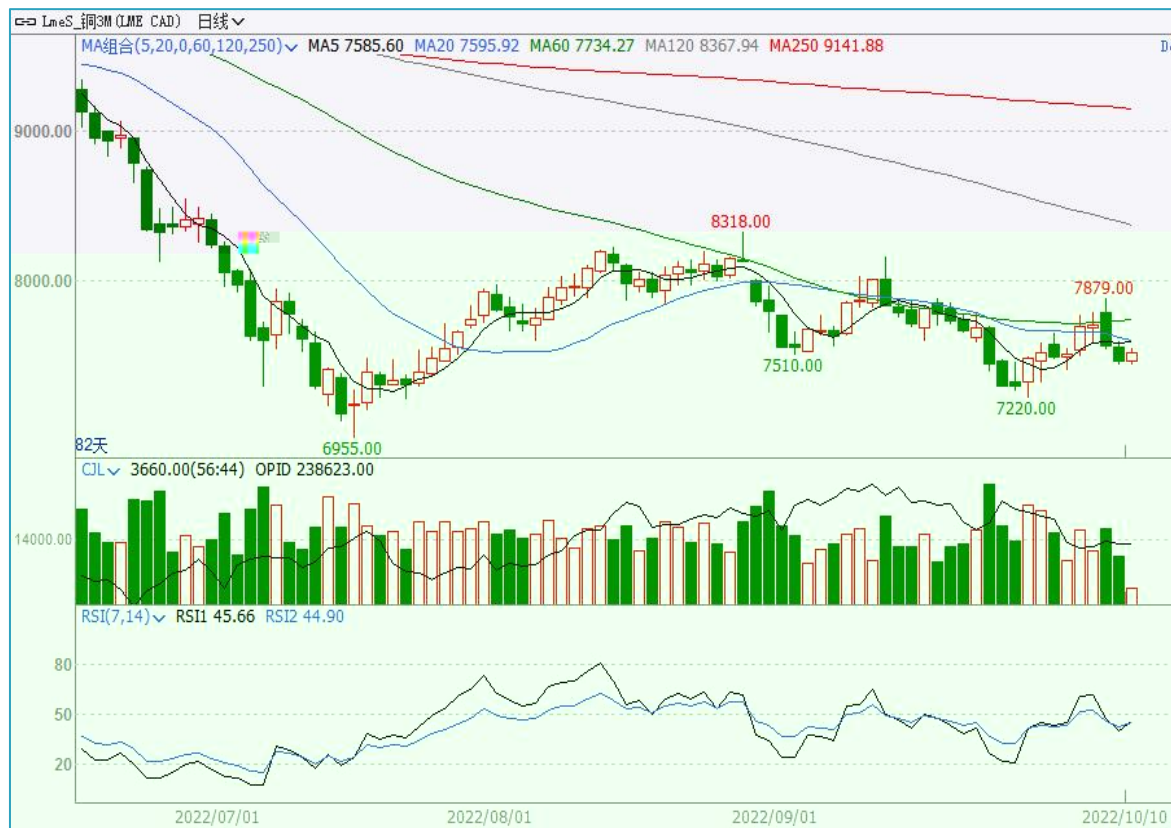 LmeS_铜3M(LME CAD) 日线
MA组合(5,20,0,60,120,250) MA5 7585.60 MA20 7595.92 MA60 7734.27 MA120 8367.94 MA250 9141.88
9000.00
8318.00
8000.00
7879.00
7510.00
7220.00
82天
6955.00
CJL 3660.00(56:44) OPID 238623.00
14000.00
RSI(7,14) RSI1 45.66 RSI2 44.90
80
50
20
2022/07/01 2022/08/01 2022/09/01 2022/10/10